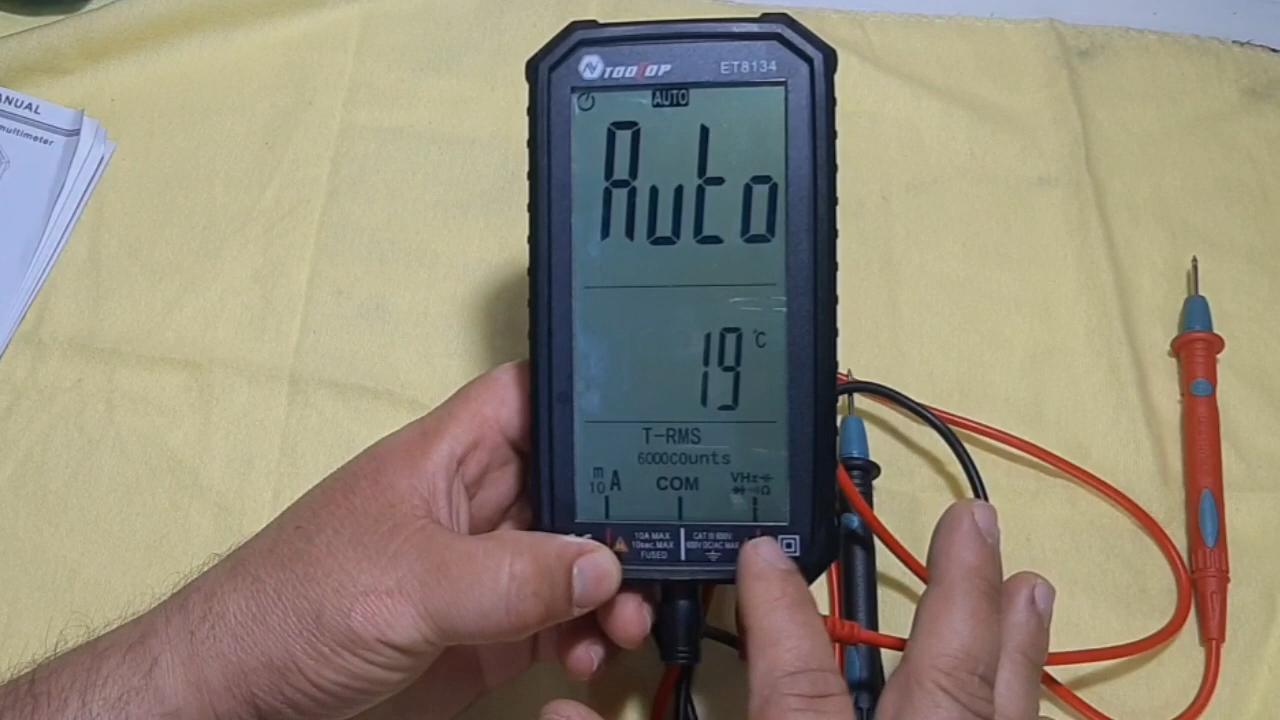 TOOLTOP
ET8134
ANUAL
multimeter
AUTO
Auto
19 °C
T-RMS
6000counts
m
10 A
COM
VHz
Ω
10A MAX
10sec.MAX
FUSED
CAT III 600V
600V DC/AC MAX